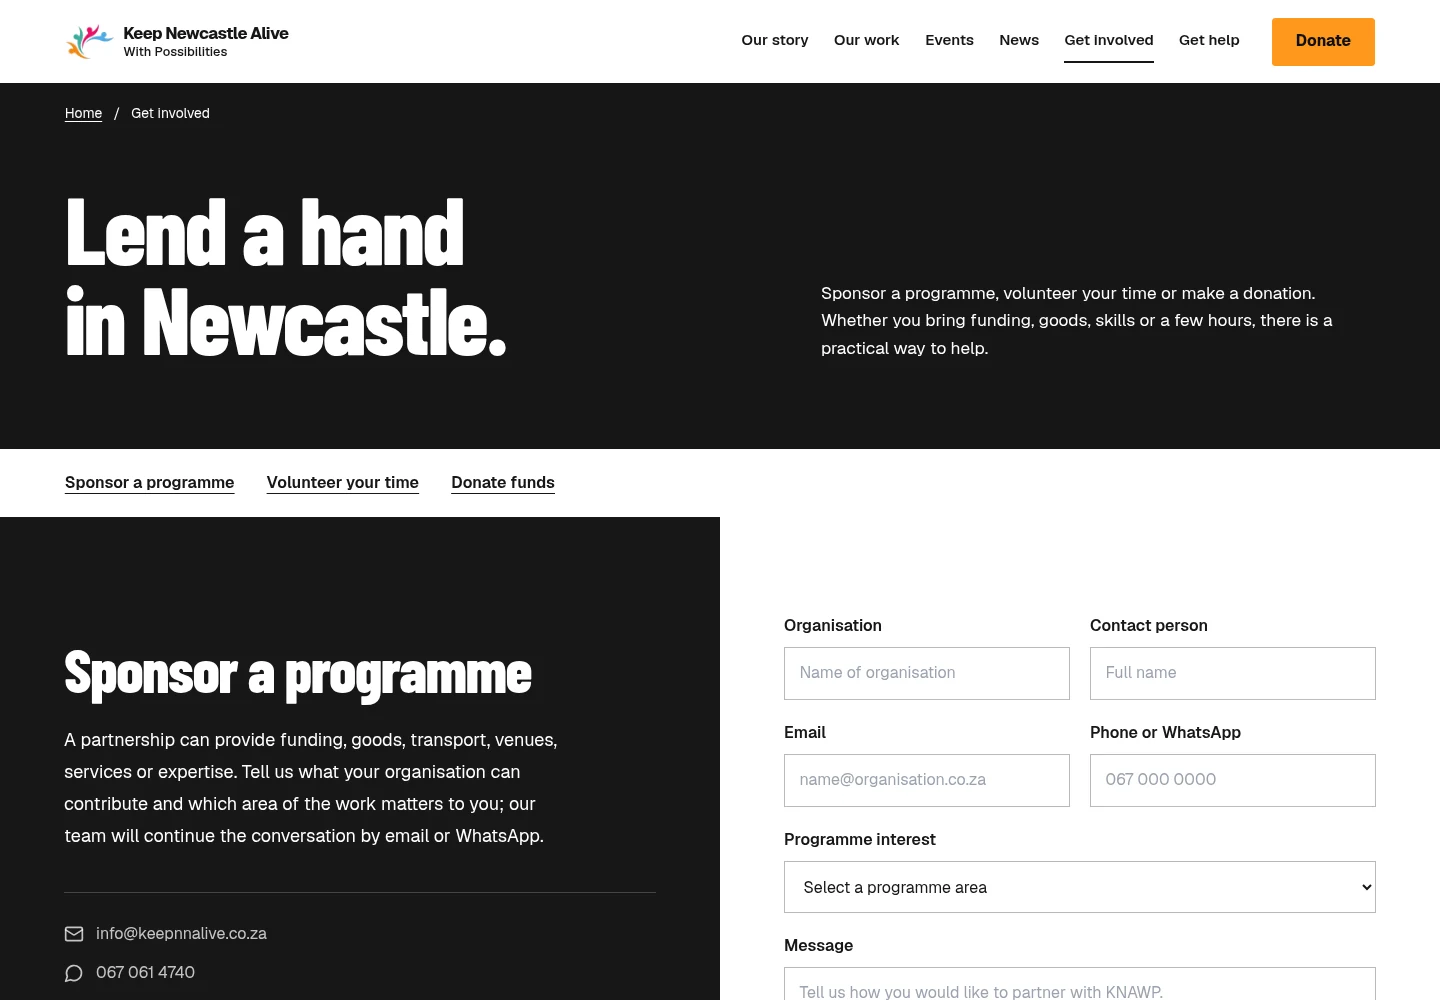 Keep Newcastle Alive
With Possibilities
Our story
Our work
Events
News
Get involved
Get help
Donate
Home / Get involved
Lend a hand
in Newcastle.
Sponsor a programme, volunteer your time or make a donation.
Whether you bring funding, goods, skills or a few hours, there is a
practical way to help.
Sponsor a programme
Volunteer your time
Donate funds
Sponsor a programme
A partnership can provide funding, goods, transport, venues,
services or expertise. Tell us what your organisation can
contribute and which area of the work matters to you; our
team will continue the conversation by email or WhatsApp.
info@keepnnalive.co.za
067 061 4740
Organisation
Name of organisation
Contact person
Full name
Email
name@organisation.co.za
Phone or WhatsApp
067 000 0000
Programme interest
Select a programme area
Message
Tell us how you would like to partner with KNAWP.